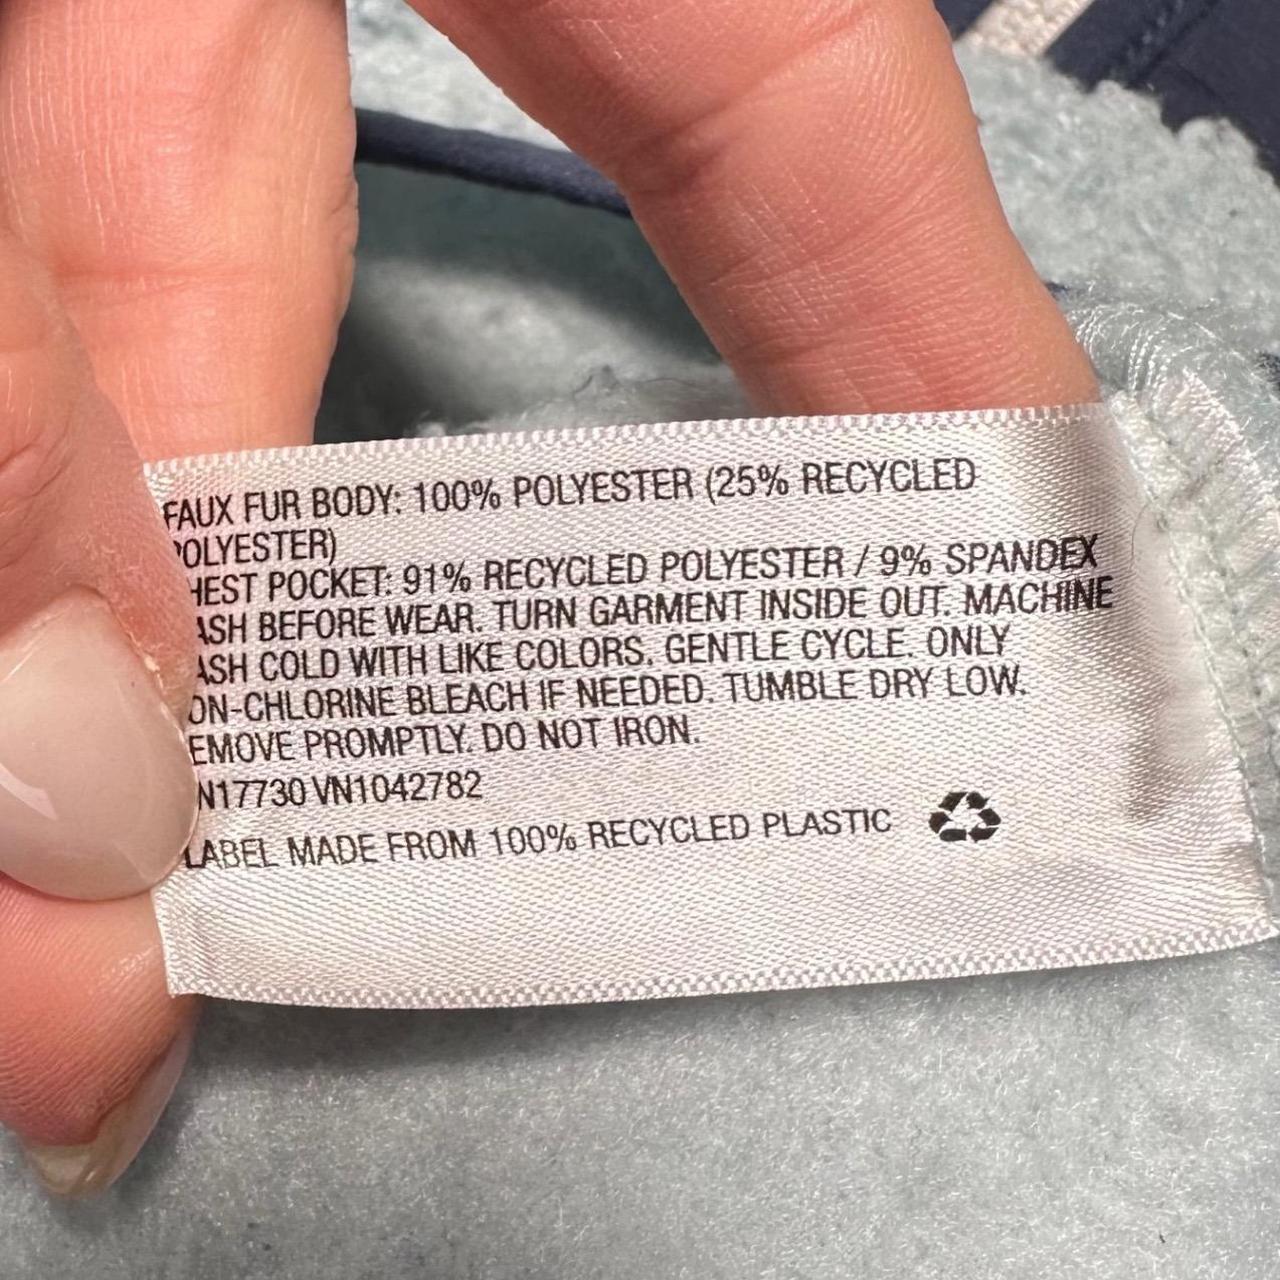 FAUX FUR BODY: 100% POLYESTER (25% RECYCLED
POLYESTER)
HEST POCKET: 91% RECYCLED POLYESTER / 9% SPANDEX
ASH BEFORE WEAR. TURN GARMENT INSIDE OUT. MACHINE
ASH COLD WITH LIKE COLORS. GENTLE CYCLE. ONLY
ON-CHLORINE BLEACH IF NEEDED. TUMBLE DRY LOW.
EMOVE PROMPTLY. DO NOT IRON.
N17730 VN1042782
LABEL MADE FROM 100% RECYCLED PLASTIC